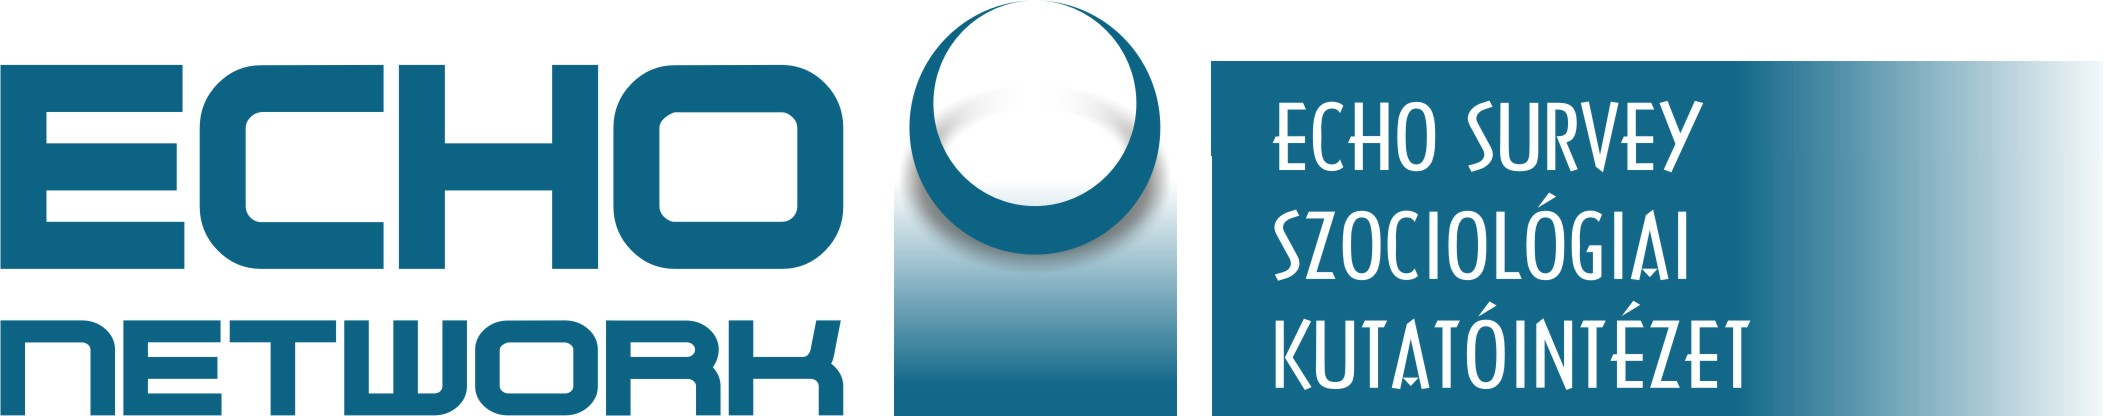 ECHO
NETWORK
ECHO SURVEY
SZOCIOLÓGIAI
KUTATÓINTÉZET